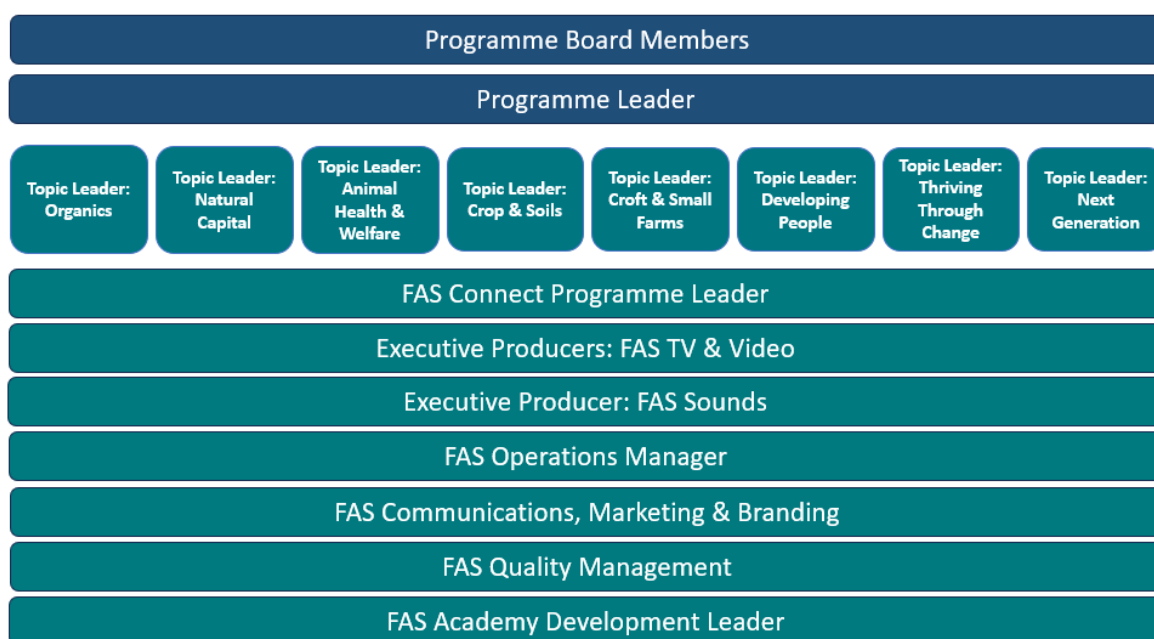 Programme Board Members
Programme Leader
Topic Leader:
Organics
Topic Leader:
Natural
Capital
Topic Leader:
Animal
Health &
Welfare
Topic Leader:
Crop & Soils
Topic Leader:
Croft & Small
Farms
Topic Leader:
Developing
People
Topic Leader:
Thriving
Through
Change
Topic Leader:
Next
Generation
FAS Connect Programme Leader
Executive Producers: FAS TV & Video
Executive Producer: FAS Sounds
FAS Operations Manager
FAS Communications, Marketing & Branding
FAS Quality Management
FAS Academy Development Leader